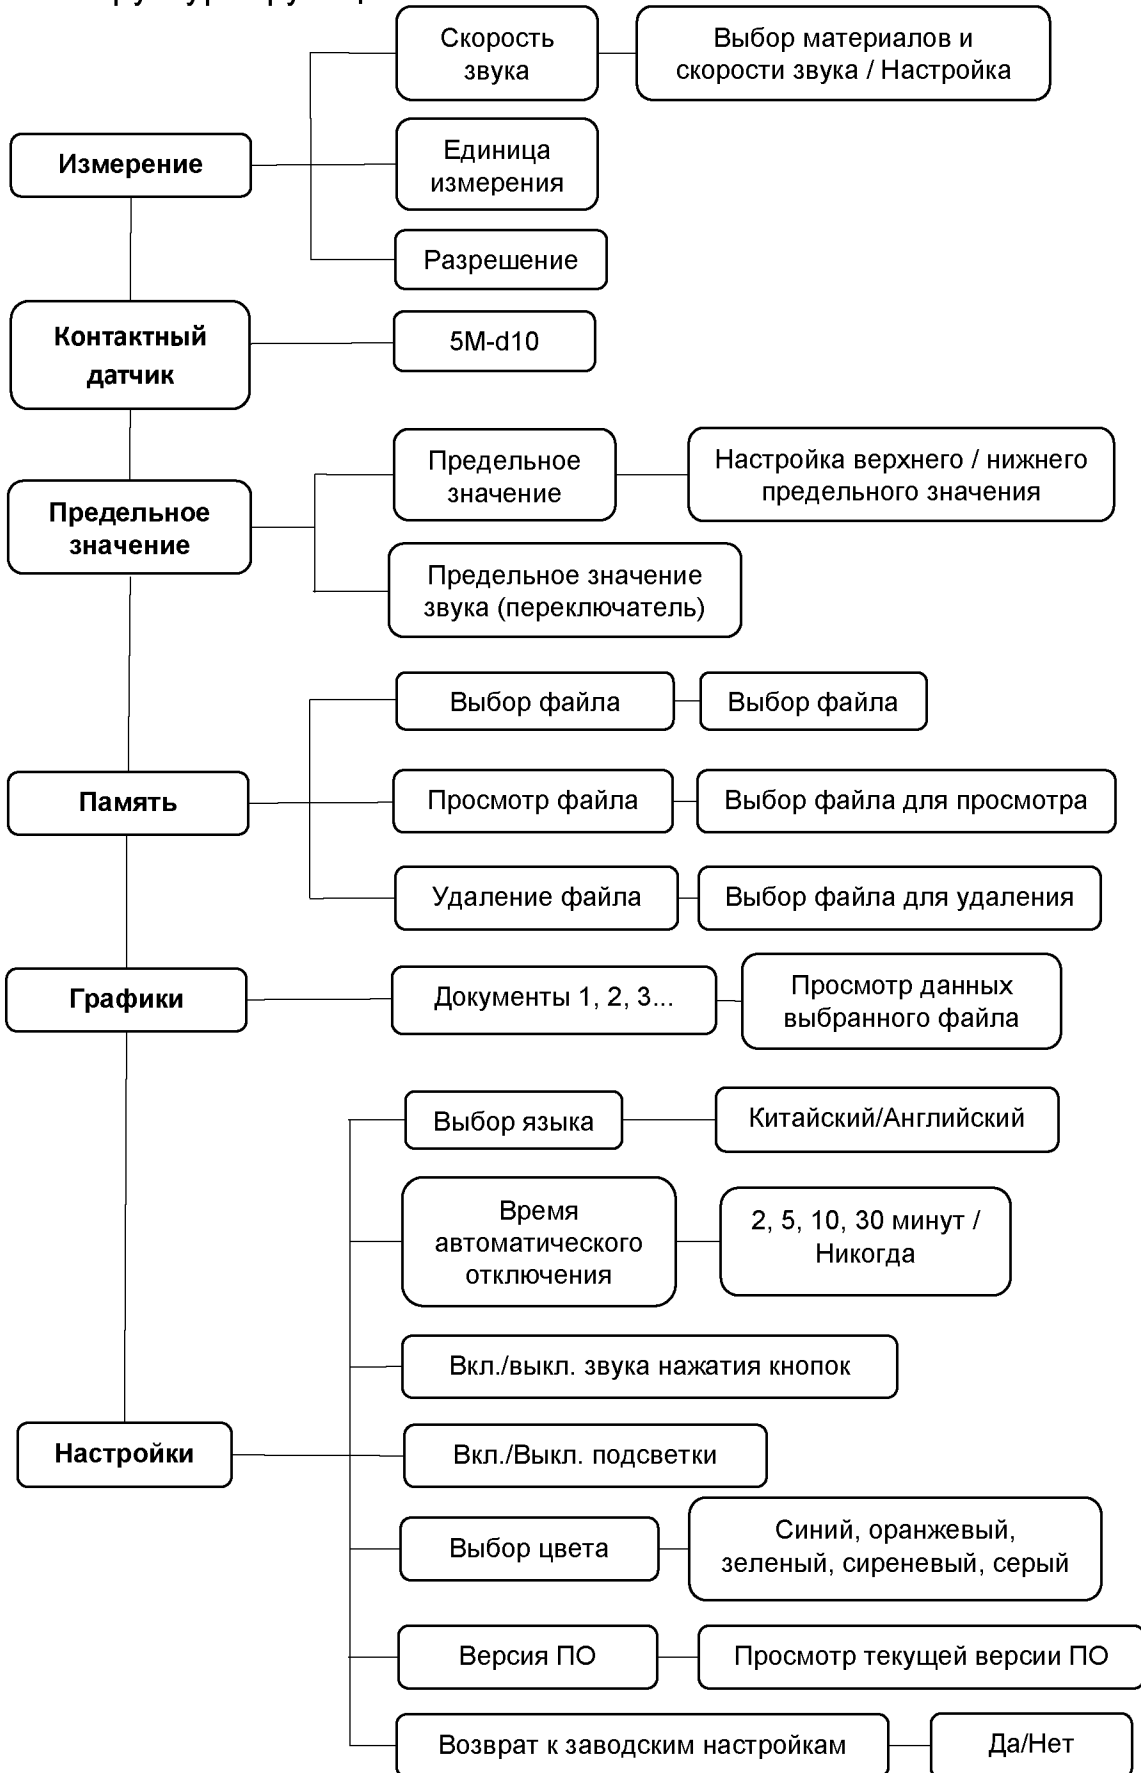 Скорость
звука
Выбор материалов и
скорости звука / Настройка
Измерение
Единица
измерения
Разрешение
Контактный
датчик
5M-d10
Предельное
значение
Предельное
значение
Настройка верхнего / нижнего
предельного значения
Предельное значение
звука (переключатель)
Память
Выбор файла
Выбор файла
Просмотр файла
Выбор файла для просмотра
Удаление файла
Выбор файла для удаления
Графики
Документы 1, 2, 3...
Просмотр данных
выбранного файла
Настройки
Выбор языка
Китайский/Английский
Время
автоматического
отключения
2, 5, 10, 30 минут /
Никогда
Вкл./выкл. звука нажатия кнопок
Вкл./Выкл. подсветки
Выбор цвета
Синий, оранжевый,
зеленый, сиреневый, серый
Версия ПО
Просмотр текущей версии ПО
Возврат к заводским настройкам
Да/Нет